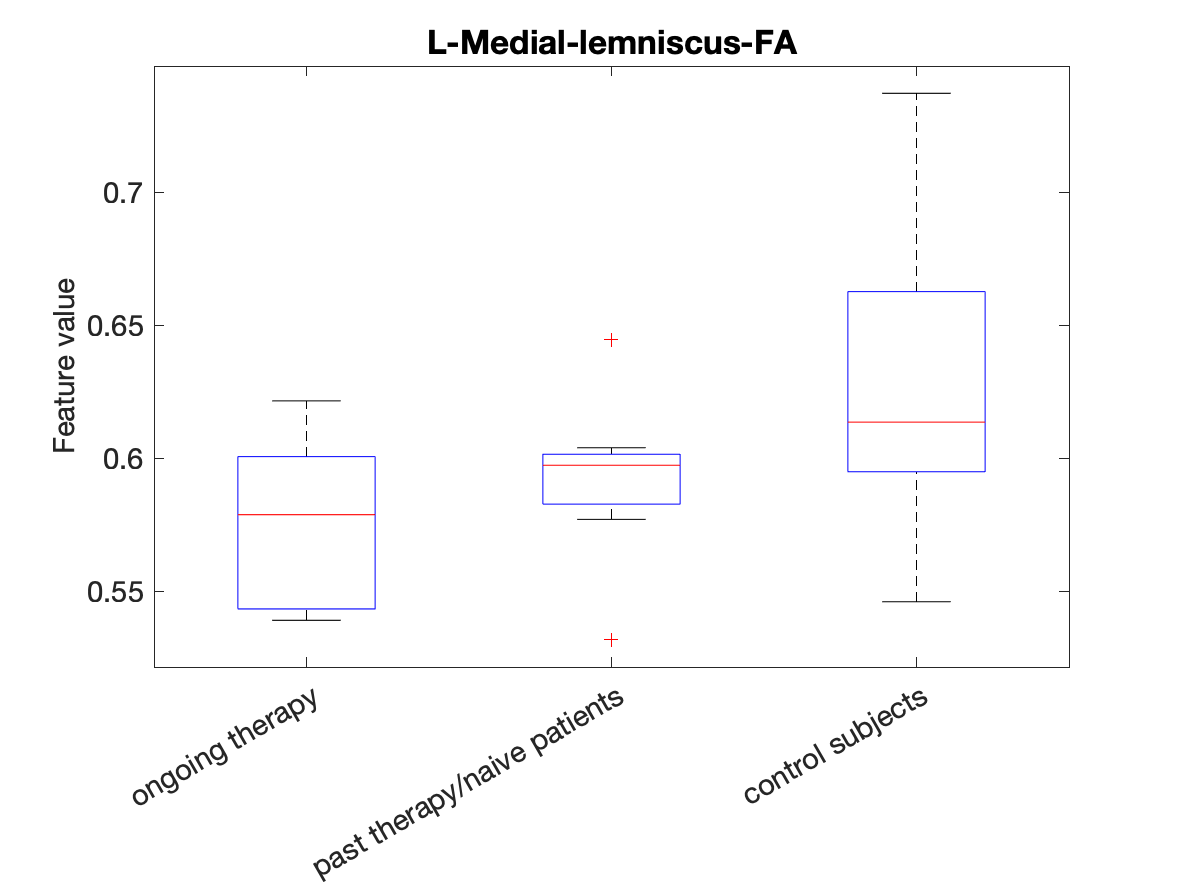 L-Medial-lemniscus-FA
Feature value
0.7
0.65
0.6
0.55
ongoing therapy
past therapy/naive patients
control subjects